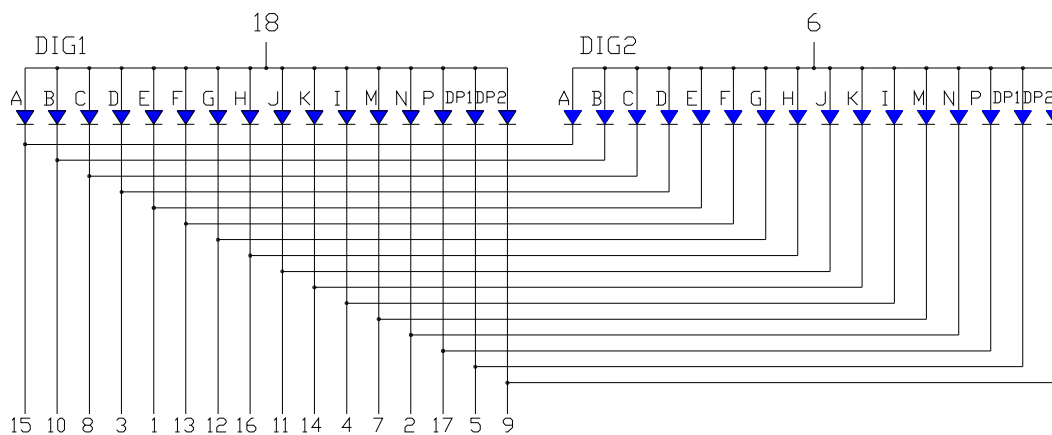 18 6
DIG1 DIG2
A B C D E F G H J K I M N P DP1 DP2 A B C D E F G H J K I M N P DP1 DP2
15 10 8 3 1 13 12 16 11 14 4 7 2 17 5 9